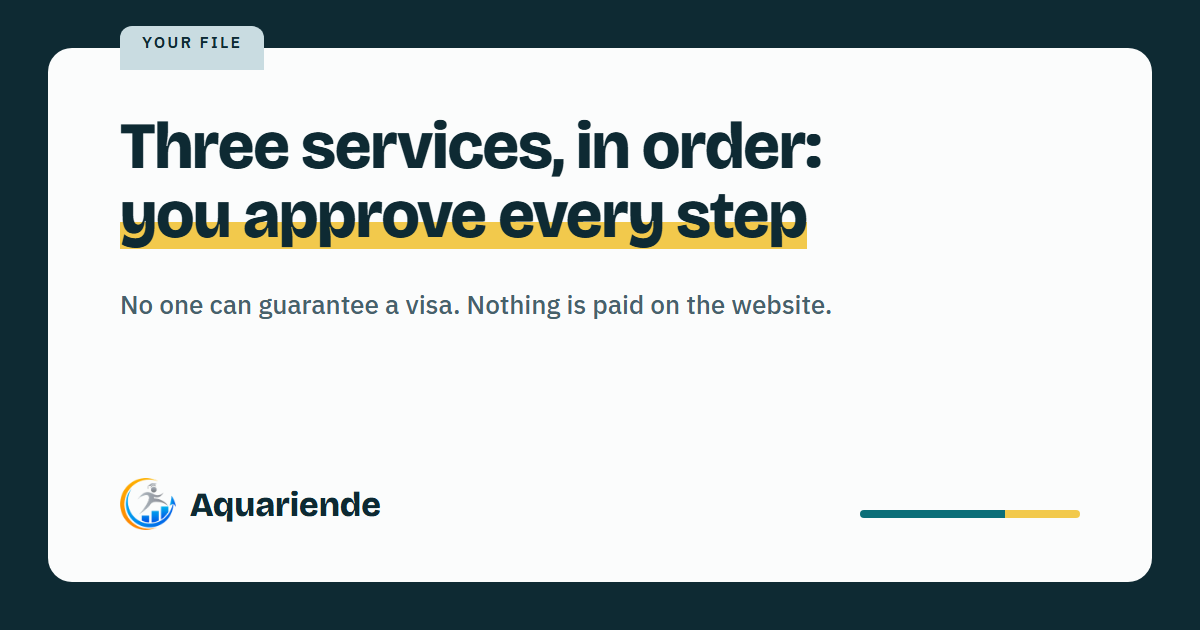 YOUR FILE
Three services, in order:
you approve every step
No one can guarantee a visa. Nothing is paid on the website.
Aquariende